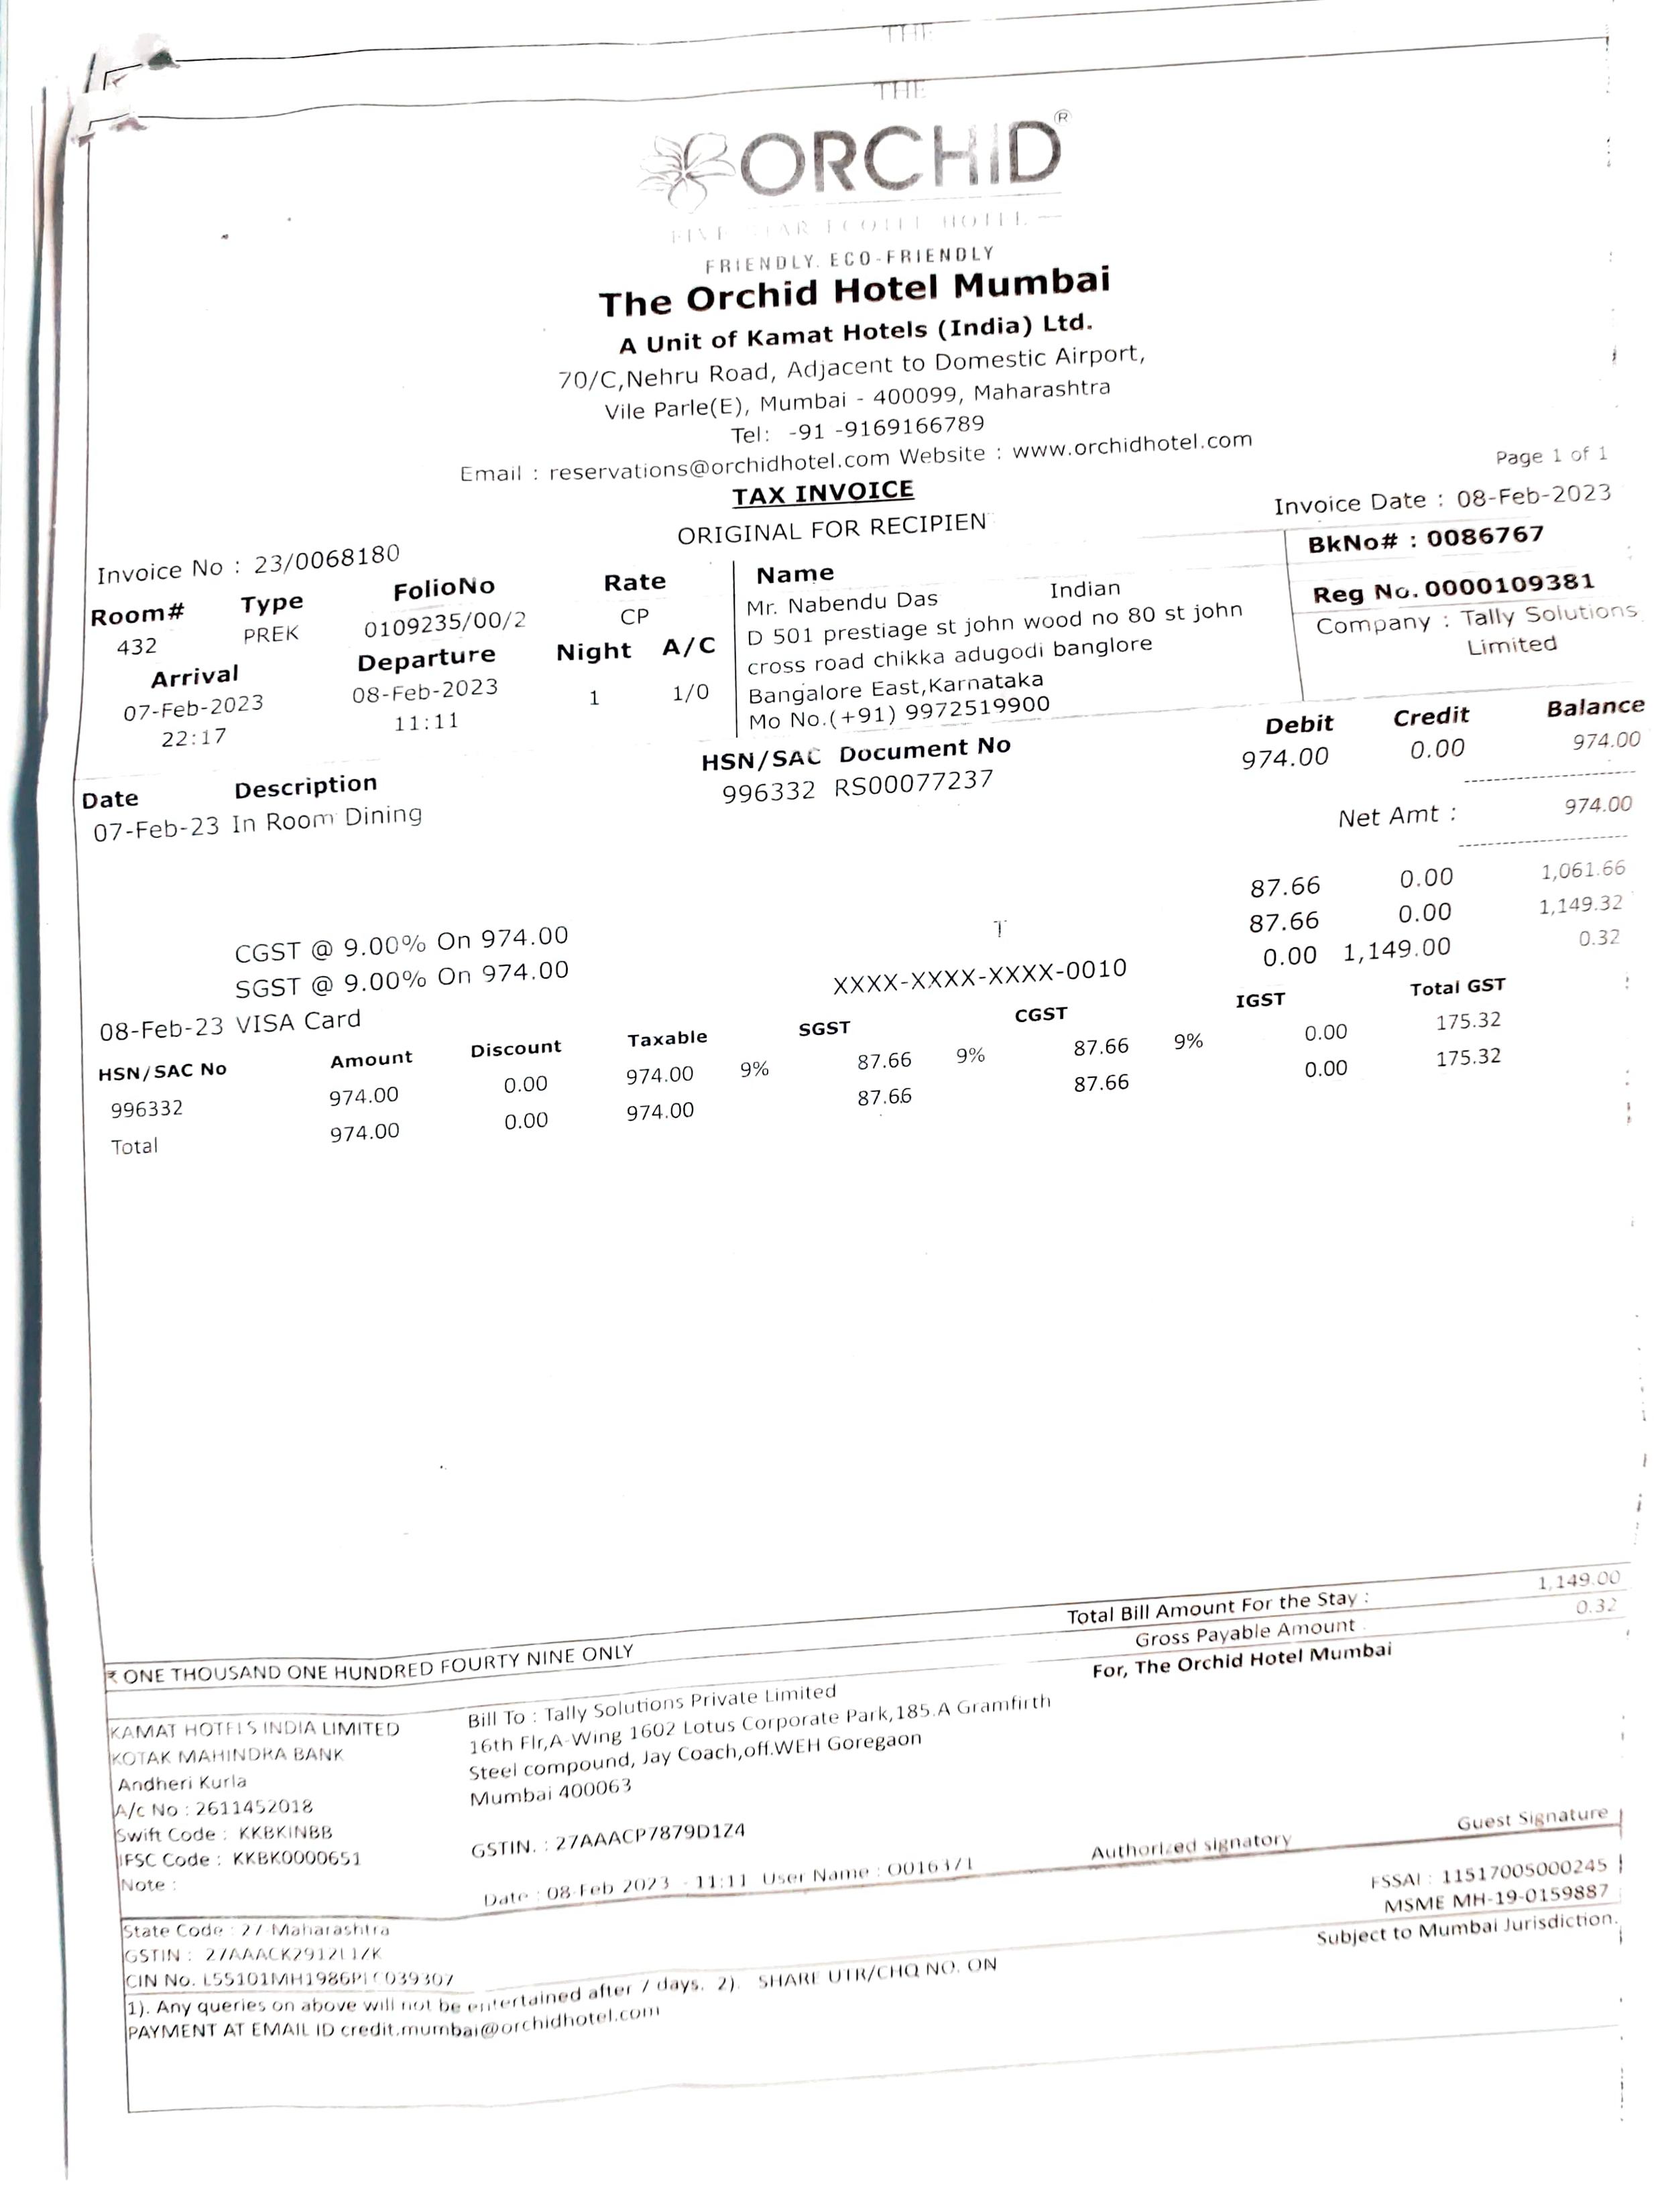 THE
THE
ORCHID®
FIVE STAR ECOTEL HOTEL
FRIENDLY. ECO-FRIENDLY
The Orchid Hotel Mumbai
A Unit of Kamat Hotels (India) Ltd.
70/C,Nehru Road, Adjacent to Domestic Airport,
Vile Parle(E), Mumbai - 400099, Maharashtra
Tel: -91 -9169166789
Email : reservations@orchidhotel.com Website : www.orchidhotel.com
Page 1 of 1
TAX INVOICE
ORIGINAL FOR RECIPIEN
Invoice No : 23/0068180
Invoice Date : 08-Feb-2023
Room# Type FolioNo Rate
432 PREK 0109235/00/2 CP
Arrival Departure Night A/C
07-Feb-2023 08-Feb-2023 1 1/0
22:17 11:11
Name
Mr. Nabendu Das Indian
D 501 prestiage st john wood no 80 st john
cross road chikka adugodi banglore
Bangalore East,Karnataka
Mo No.(+91) 9972519900
BkNo# : 0086767
Reg No. 0000109381
Company : Tally Solutions
Limited
Date Description HSN/SAC Document No Debit Credit Balance
07-Feb-23 In Room Dining 996332 RS00077237 974.00 0.00 974.00
Net Amt : 974.00
CGST @ 9.00% On 974.00 87.66 0.00 1,061.66
SGST @ 9.00% On 974.00 T 87.66 0.00 1,149.32
08-Feb-23 VISA Card XXXX-XXXX-XXXX-0010 0.00 1,149.00 0.32
HSN/SAC No Amount Discount Taxable SGST CGST IGST Total GST
996332 974.00 0.00 974.00 9% 87.66 9% 87.66 9% 0.00 175.32
Total 974.00 0.00 974.00 87.66 87.66 0.00 175.32
Total Bill Amount For the Stay : 1,149.00
₹ ONE THOUSAND ONE HUNDRED FOURTY NINE ONLY
Gross Payable Amount 0.32
For, The Orchid Hotel Mumbai
KAMAT HOTELS INDIA LIMITED
KOTAK MAHINDRA BANK
Andheri Kurla
A/c No : 2611452018
Swift Code : KKBKINBB
IFSC Code : KKBK0000651
Note :
Bill To : Tally Solutions Private Limited
16th Flr,A-Wing 1602 Lotus Corporate Park,185.A Gramfirth
Steel compound, Jay Coach,off.WEH Goregaon
Mumbai 400063
GSTIN. : 27AAACP7879D1Z4
Date : 08-Feb 2023 - 11:11 User Name :
Authorized signatory
Guest Signature
State Code : 27 Maharashtra
GSTIN :
CIN No.
FSSAI : 11517005000245
MSME MH-19-0159887
Subject to Mumbai Jurisdiction.
1). Any queries on above will not be entertained after 7 days. 2). SHARE UTR/CHQ NO. ON
PAYMENT AT EMAIL ID credit.mumbai@orchidhotel.com